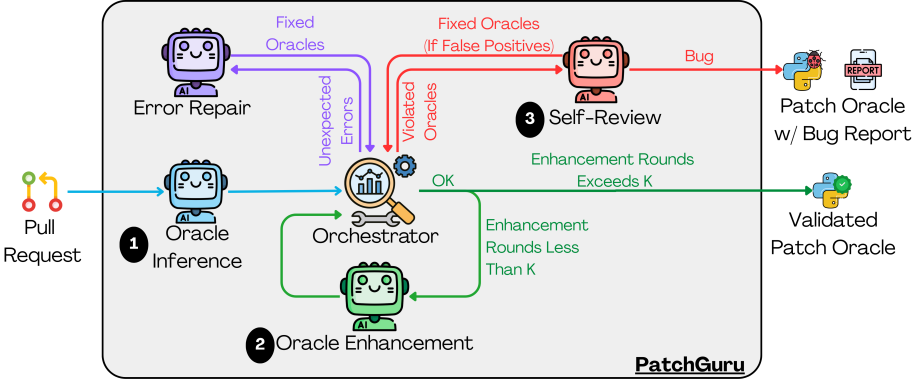 Fixed
Oracles
Fixed Oracles
(If False Positives)
Bug
AI
Error Repair
Unexpected
Errors
Violated
Oracles
AI
3 Self-Review
REPORT
Patch Oracle
w/ Bug Report
Pull
Request
AI
1 Oracle
Inference
Orchestrator
OK
Enhancement Rounds
Exceeds K
Validated
Patch Oracle
Enhancement
Rounds Less
Than K
AI
2 Oracle Enhancement
PatchGuru